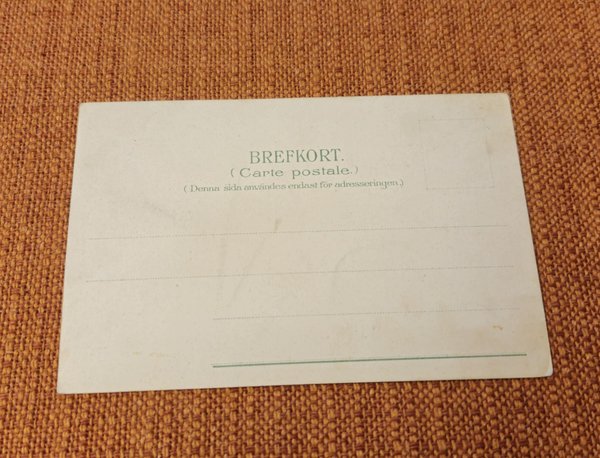 BREFKORT.
(Carte postale.)
(Denna sida användes endast för adresseringen.)